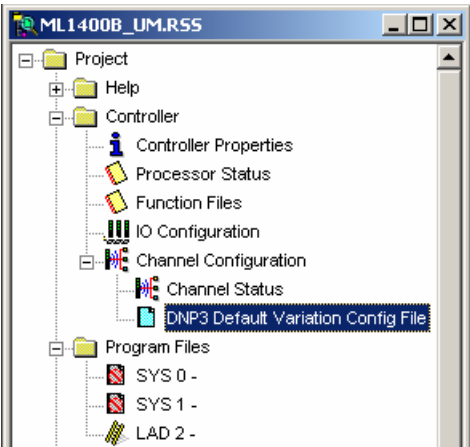 ML1400B_UM.RSS
Project
Help
Controller
Controller Properties
Processor Status
Function Files
IO Configuration
Channel Configuration
Channel Status
DNP3 Default Variation Config File
Program Files
SYS 0 -
SYS 1 -
LAD 2 -